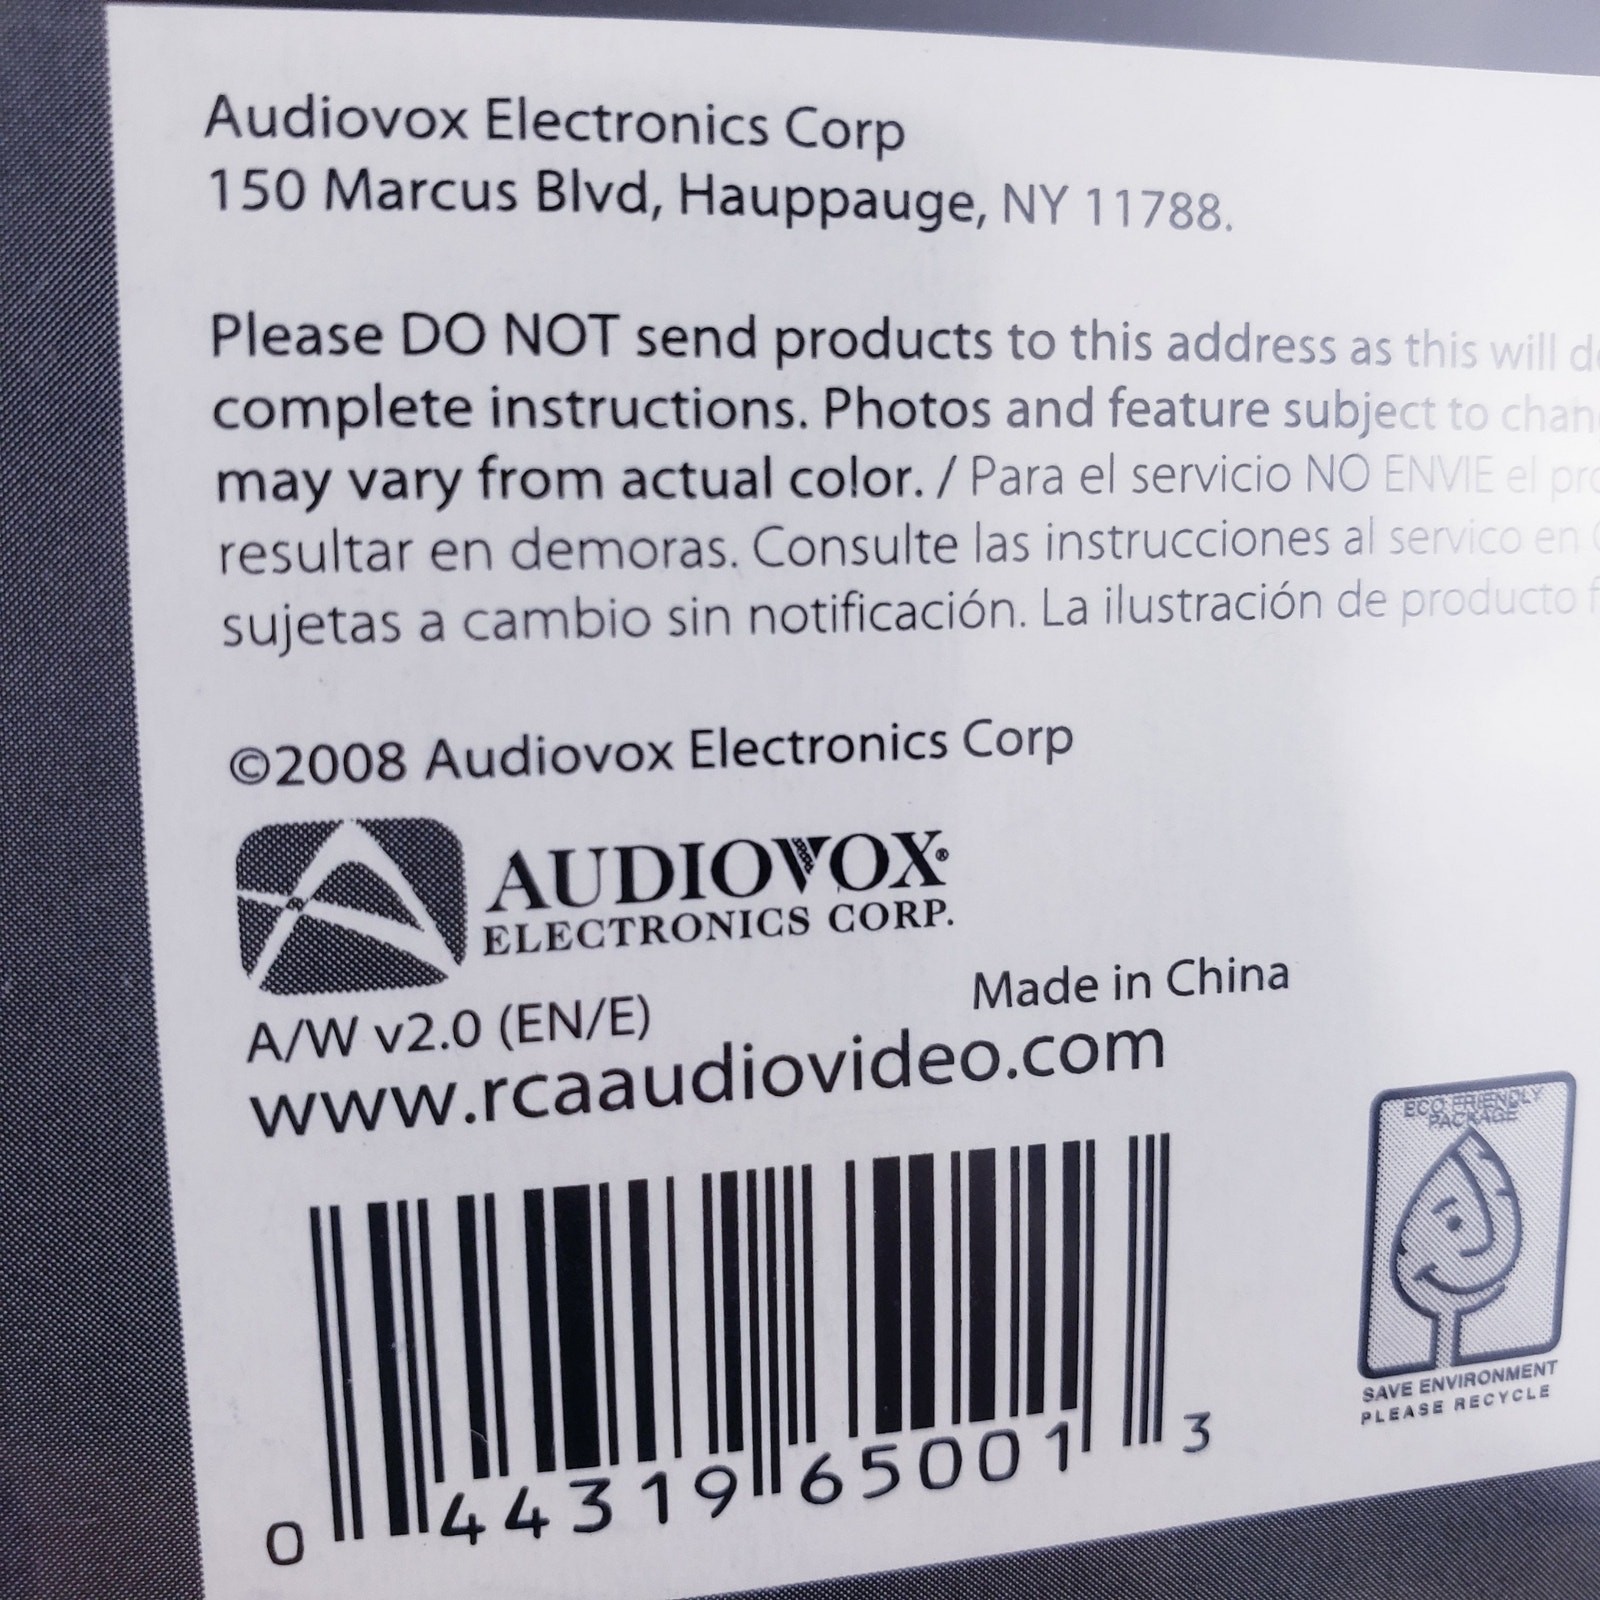 Audiovox Electronics Corp
150 Marcus Blvd, Hauppauge, NY 11788.
Please DO NOT send products to this address as this will
complete instructions. Photos and feature subject to
may vary from actual color. / Para el servicio NO ENVIE el
resultar en demoras. Consulte las instrucciones al servico en
sujetas a cambio sin notificación. La ilustración de producto
©2008 Audiovox Electronics Corp
AUDIOVOX®
ELECTRONICS CORP.
Made in China
A/W v2.0 (EN/E)
www.rcaaudiovideo.com
ECO FRIENDLY
PACKAGE
SAVE ENVIRONMENT
PLEASE RECYCLE
0 44319 65001 3